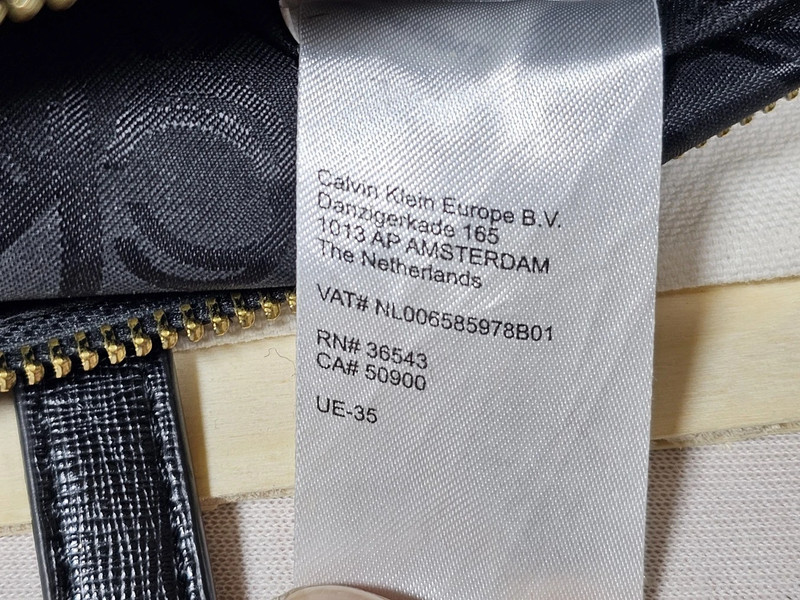 Calvin Klein Europe B.V.
Danzigerkade 165
1013 AP AMSTERDAM
The Netherlands
VAT# NL006585978B01
RN# 36543
CA# 50900
UE-35